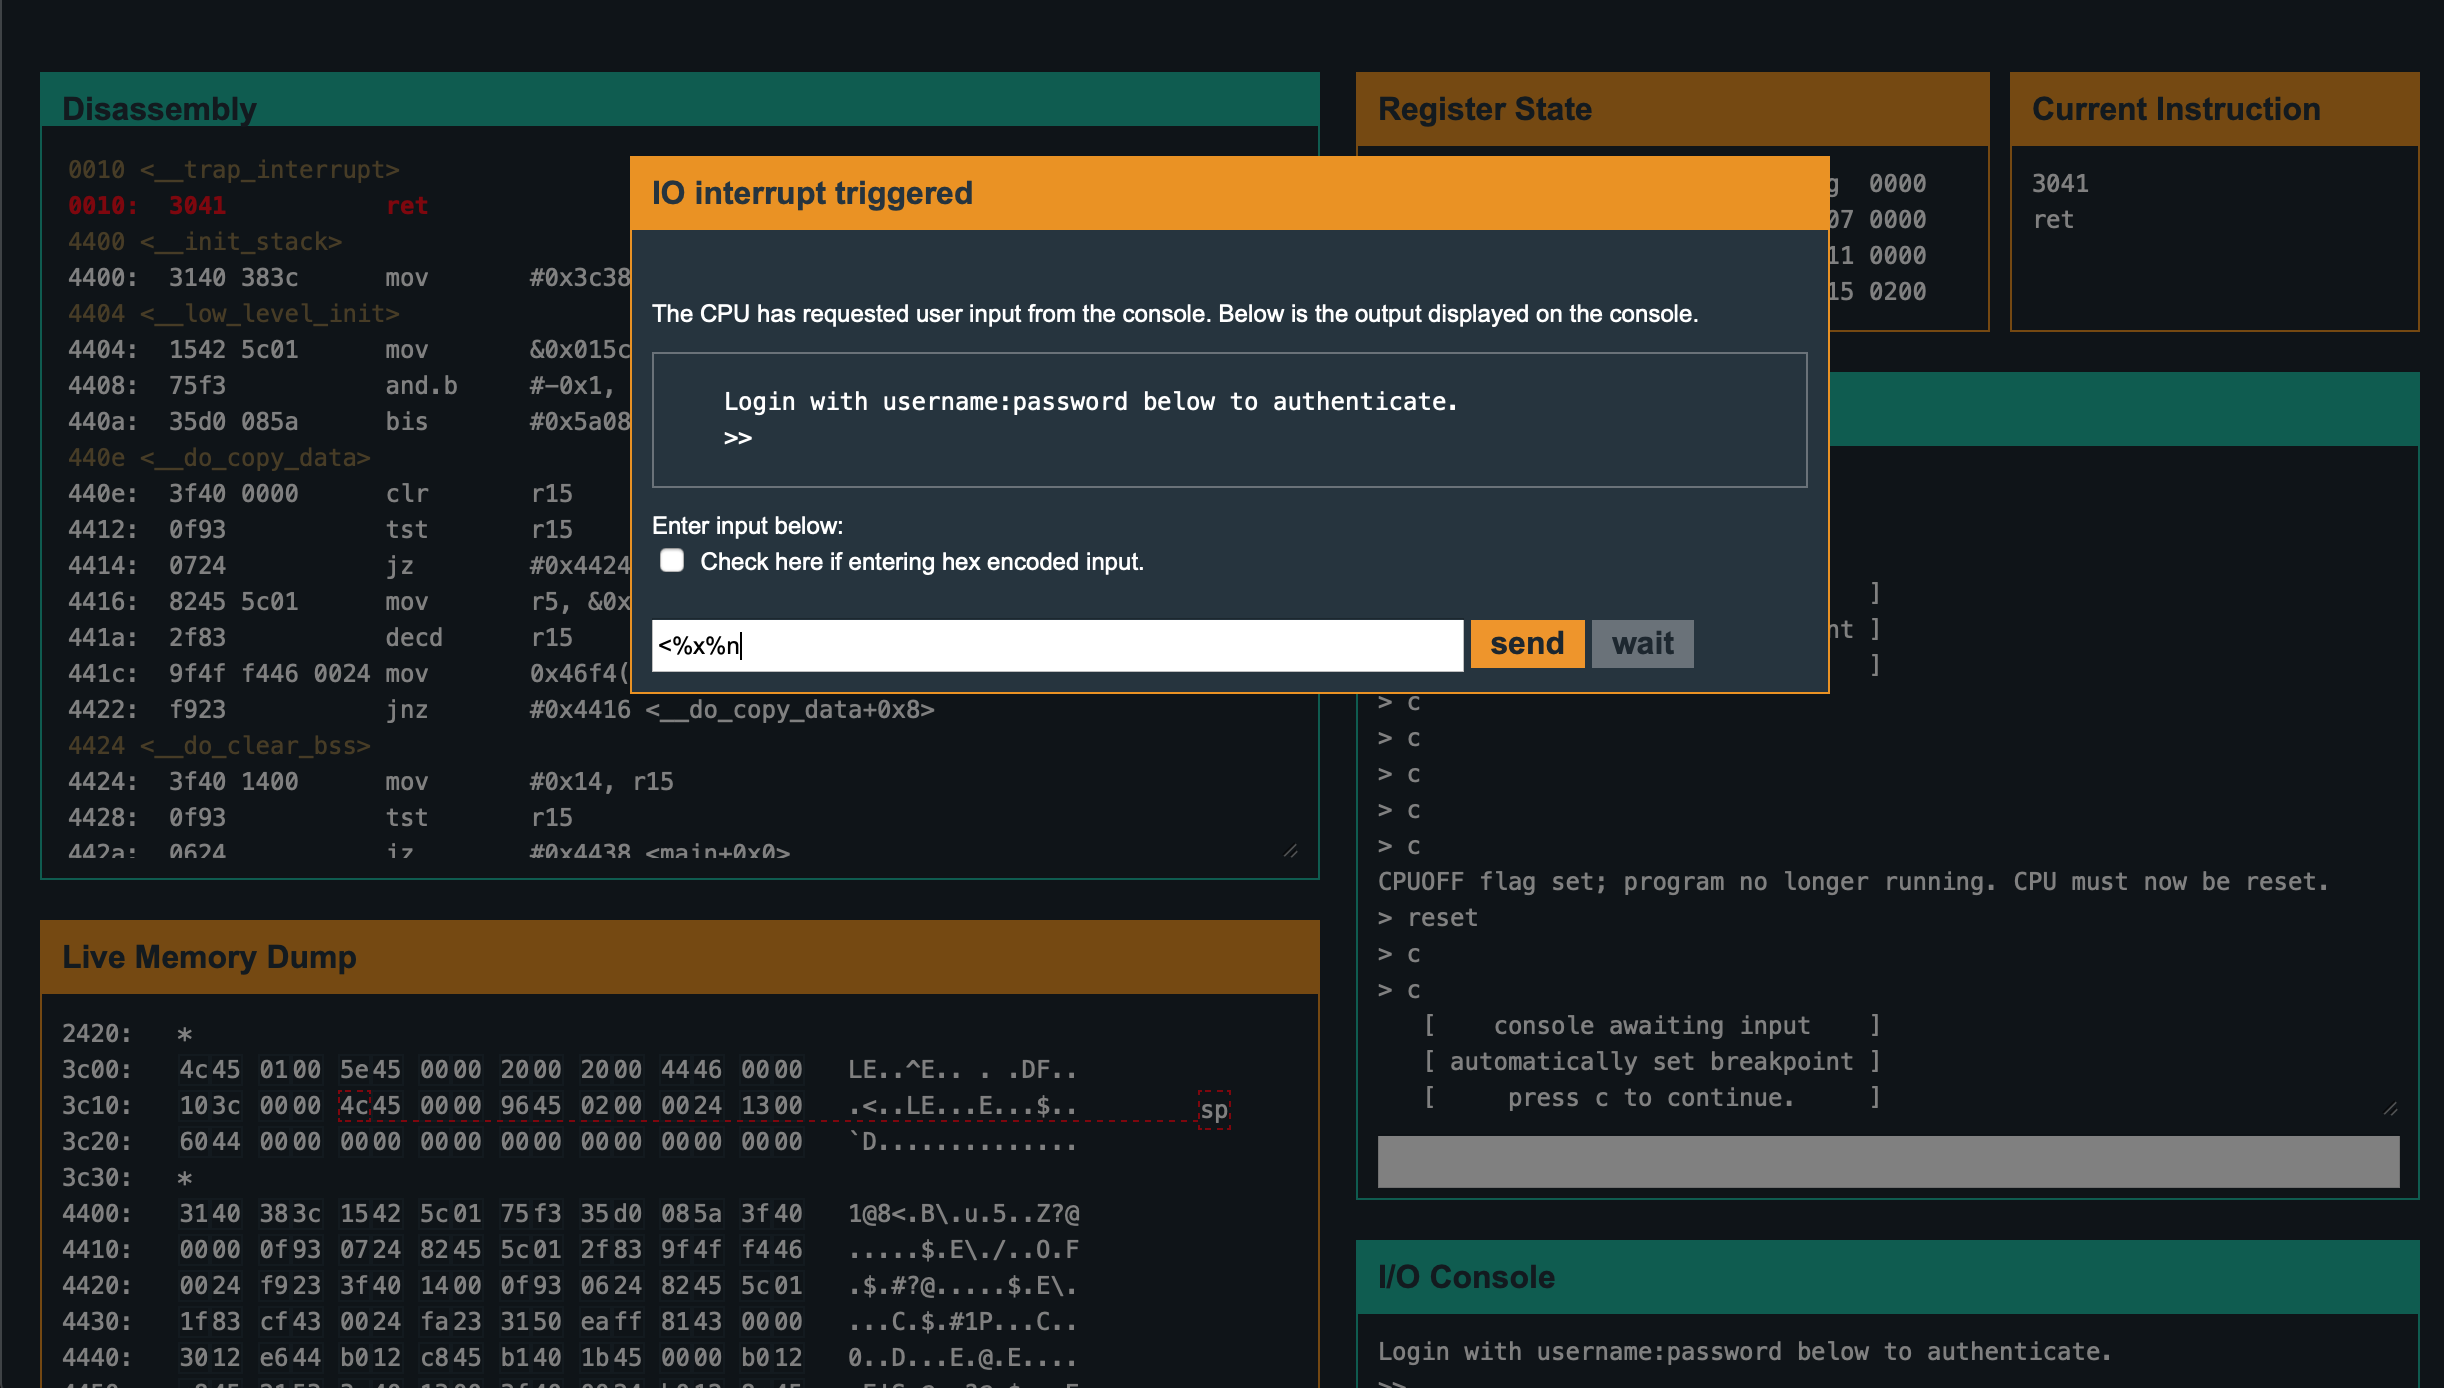 Disassembly
0010 <__trap_interrupt>
0010: 3041 ret
4400 <__init_stack>
4400: 3140 383c mov #0x3c38
4404 <__low_level_init>
4404: 1542 5c01 mov &0x015c
4408: 75f3 and.b #-0x1,
440a: 35d0 085a bis #0x5a08
440e <__do_copy_data>
440e: 3f40 0000 clr r15
4412: 0f93 tst r15
4414: 0724 jz #0x4424
4416: 8245 5c01 mov r5, &0x
441a: 2f83 decd r15
441c: 9f4f f446 0024 mov 0x46f4(
4422: f923 jnz #0x4416 <__do_copy_data+0x8>
4424 <__do_clear_bss>
4424: 3f40 1400 mov #0x14, r15
4428: 0f93 tst r15
442a: 0624 jz #0x4438 <main+0x0>
IO interrupt triggered
The CPU has requested user input from the console. Below is the output displayed on the console.
Login with username:password below to authenticate.
>>
Enter input below:
Check here if entering hex encoded input.
<%x%n
send
wait
Register State
g 0000
07 0000
11 0000
15 0200
Current Instruction
3041
ret
]
nt ]
]
> c
> c
> c
> c
> c
CPUOFF flag set; program no longer running. CPU must now be reset.
> reset
> c
> c
[ console awaiting input ]
[ automatically set breakpoint ]
[ press c to continue. ]
Live Memory Dump
2420: *
3c00: 4c45 0100 5e45 0000 2000 2000 4446 0000 LE..^E.. . .DF..
3c10: 103c 0000 4c45 0000 9645 0200 0024 1300 .<..LE...E...$..
sp
3c20: 6044 0000 0000 0000 0000 0000 0000 0000 `D..............
3c30: *
4400: 3140 383c 1542 5c01 75f3 35d0 085a 3f40 1@8<.B\.u.5..Z?@
4410: 0000 0f93 0724 8245 5c01 2f83 9f4f f446 .....$.E\./..O.F
4420: 0024 f923 3f40 1400 0f93 0624 8245 5c01 .$.#?@.....$.E\.
4430: 1f83 cf43 0024 fa23 3150 eaff 8143 0000 ...C.$.#1P...C..
4440: 3012 e644 b012 c845 b140 1b45 0000 b012 0..D...E.@.E....
I/O Console
Login with username:password below to authenticate.
>>